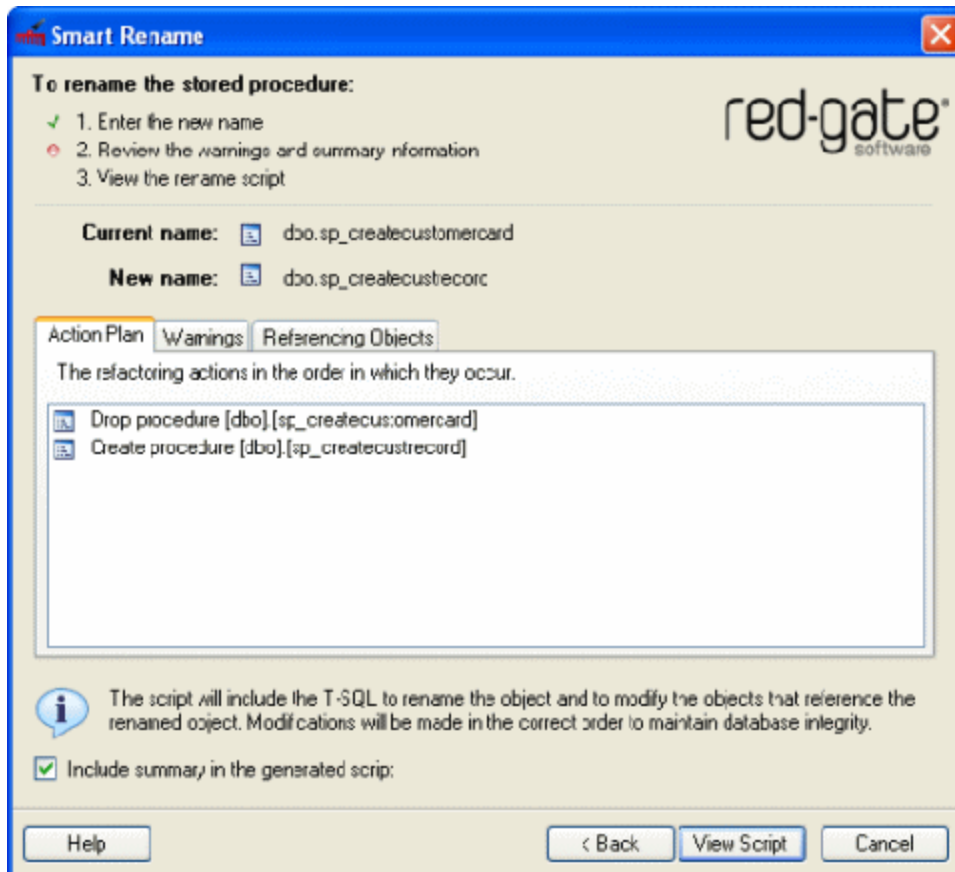 Smart Rename
To rename the stored procedure:
red-gate
software
1. Enter the new name
2. Review the warnings and summary information
3. View the rename script
Current name: dbo.sp_createcustomercard
New name: dbo.sp_createcustrecord
Action Plan Warnings Referencing Objects
The refactoring actions in the order in which they occur.
Drop procedure [dbo].[sp_createcustomercard]
Create procedure [dbo].[sp_createcustrecord]
The script will include the T-SQL to rename the object and to modify the objects that reference the
renamed object. Modifications will be made in the correct order to maintain database integrity.
Include summary in the generated script
Help < Back View Script Cancel